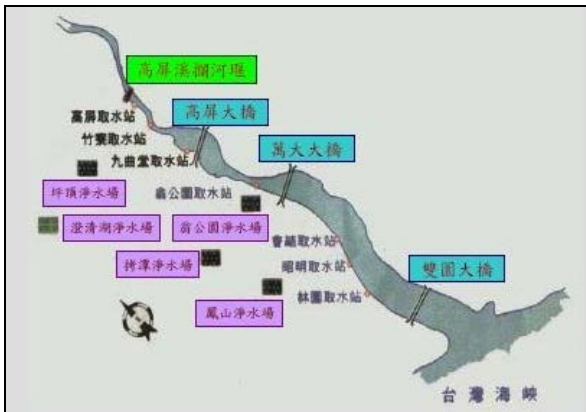 高屏溪攔河堰
高屏大橋
高屏取水站
竹寮取水站
萬大大橋
九曲堂取水站
坪頂淨水場
翁公園取水站
澄清湖淨水場
翁公園淨水場
會結取水站
拷潭淨水場
昭明取水站
雙園大橋
林園取水站
鳳山淨水場
台灣海峽